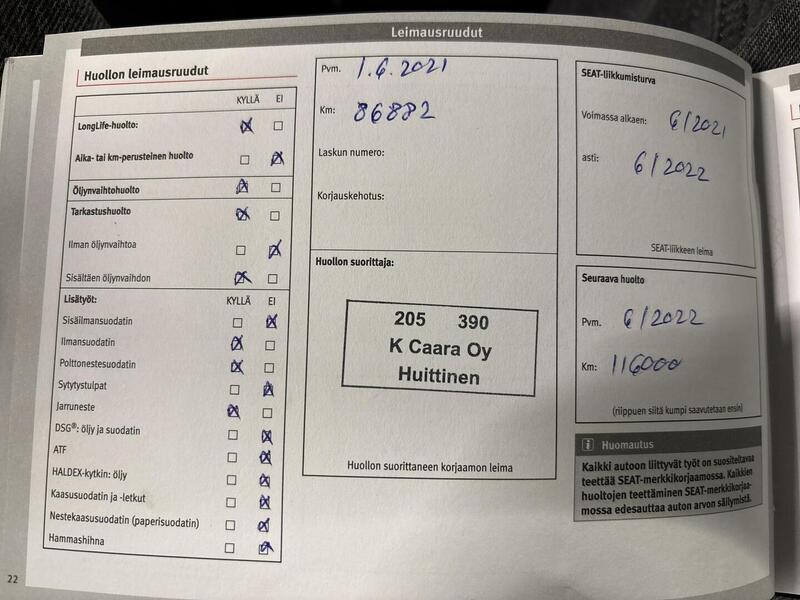 Leimausruudut
Huollon leimausruudut
KYLLÄ EI
LongLife-huolto:
Aika- tai km-perusteinen huolto
Öljynvaihtohuolto
Tarkastushuolto
Ilman öljynvaihtoa
Sisältäen öljynvaihdon
Lisätyöt: KYLLÄ EI
Sisäilmansuodatin
Ilmansuodatin
Polttonestesuodatin
Sytytystulpat
Jarruneste
DSG®: öljy ja suodatin
ATF
HALDEX-kytkin: öljy
Kaasusuodatin ja -letkut
Nestekaasusuodatin (paperisuodatin)
Hammashihna
22
Pvm. 1.6.2021
Km: 86882
Laskun numero:
Korjauskehotus:
Huollon suorittaja:
205 390
K Caara Oy
Huittinen
Huollon suorittaneen korjaamon leima
SEAT-liikkumisturva
Voimassa alkaen: 6/2021
asti: 6/2022
SEAT-liikkeen leima
Seuraava huolto
Pvm. 6/2022
Km: 116000
(riippuen siitä kumpi saavutetaan ensin)
i Huomautus
Kaikki autoon liittyvät työt on suositeltavaa
teettää SEAT-merkkikorjaamossa. Kaikkien
huoltojen teettäminen SEAT-merkkikorjaa-
mossa edesauttaa auton arvon säilymistä.